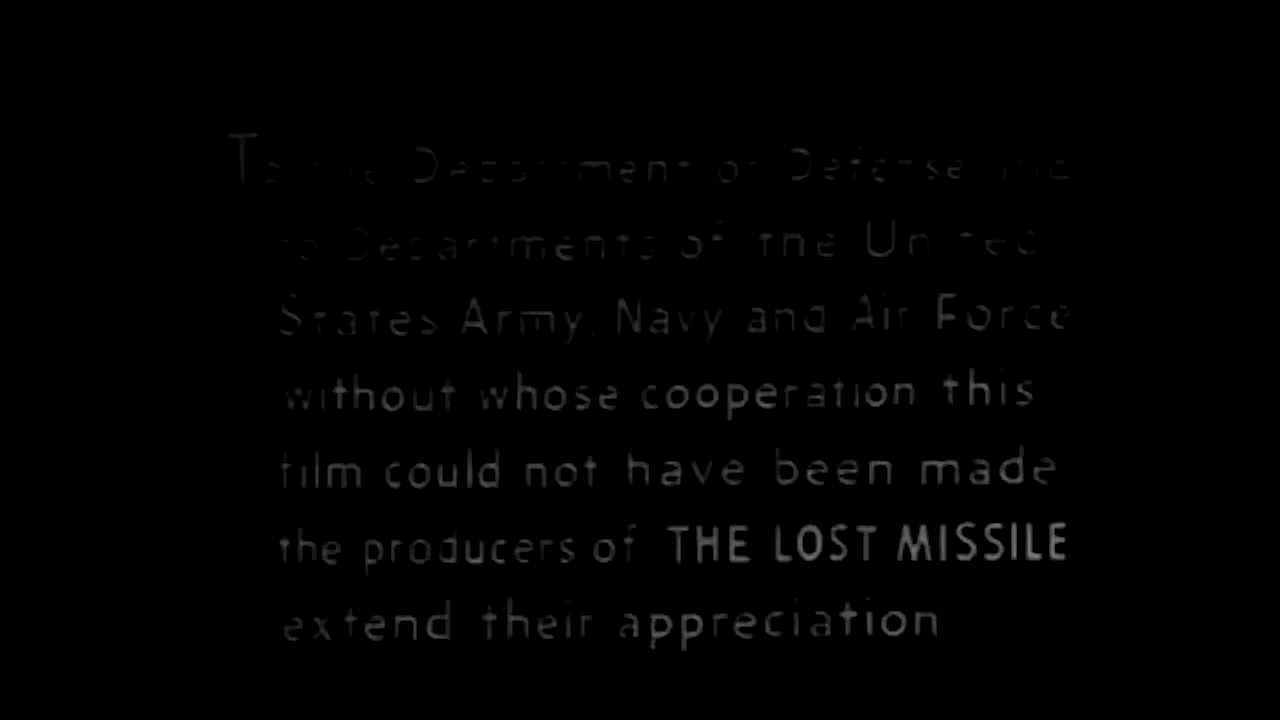 To the Department of Defense and
to Departments of the United
States Army, Navy and Air Force
without whose cooperation this
film could not have been made
the producers of THE LOST MISSILE
extend their appreciation